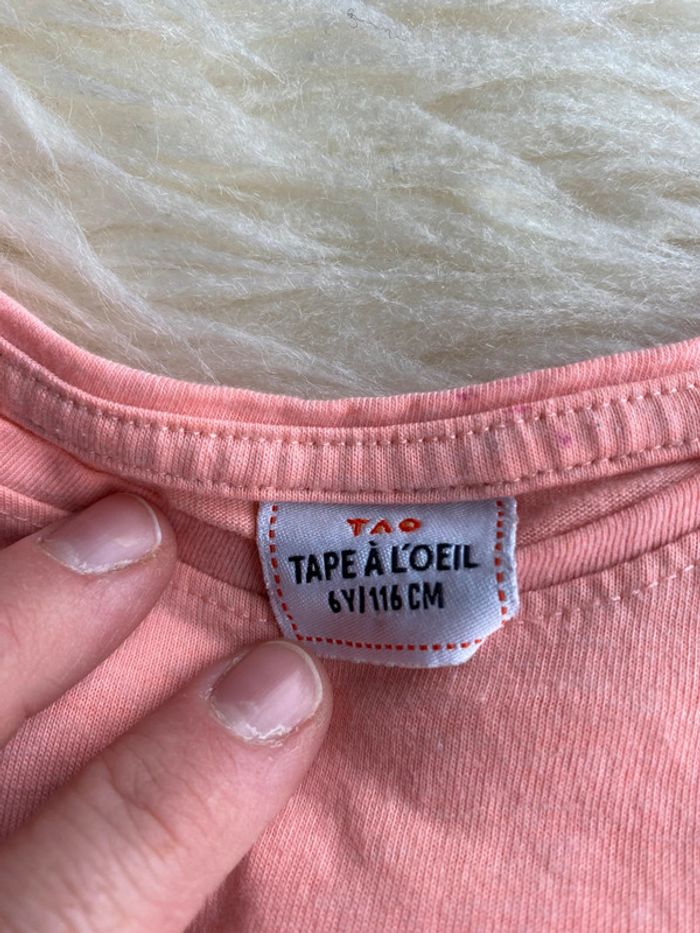 TAO
TAPE À L'OEIL
6Y/116 CM